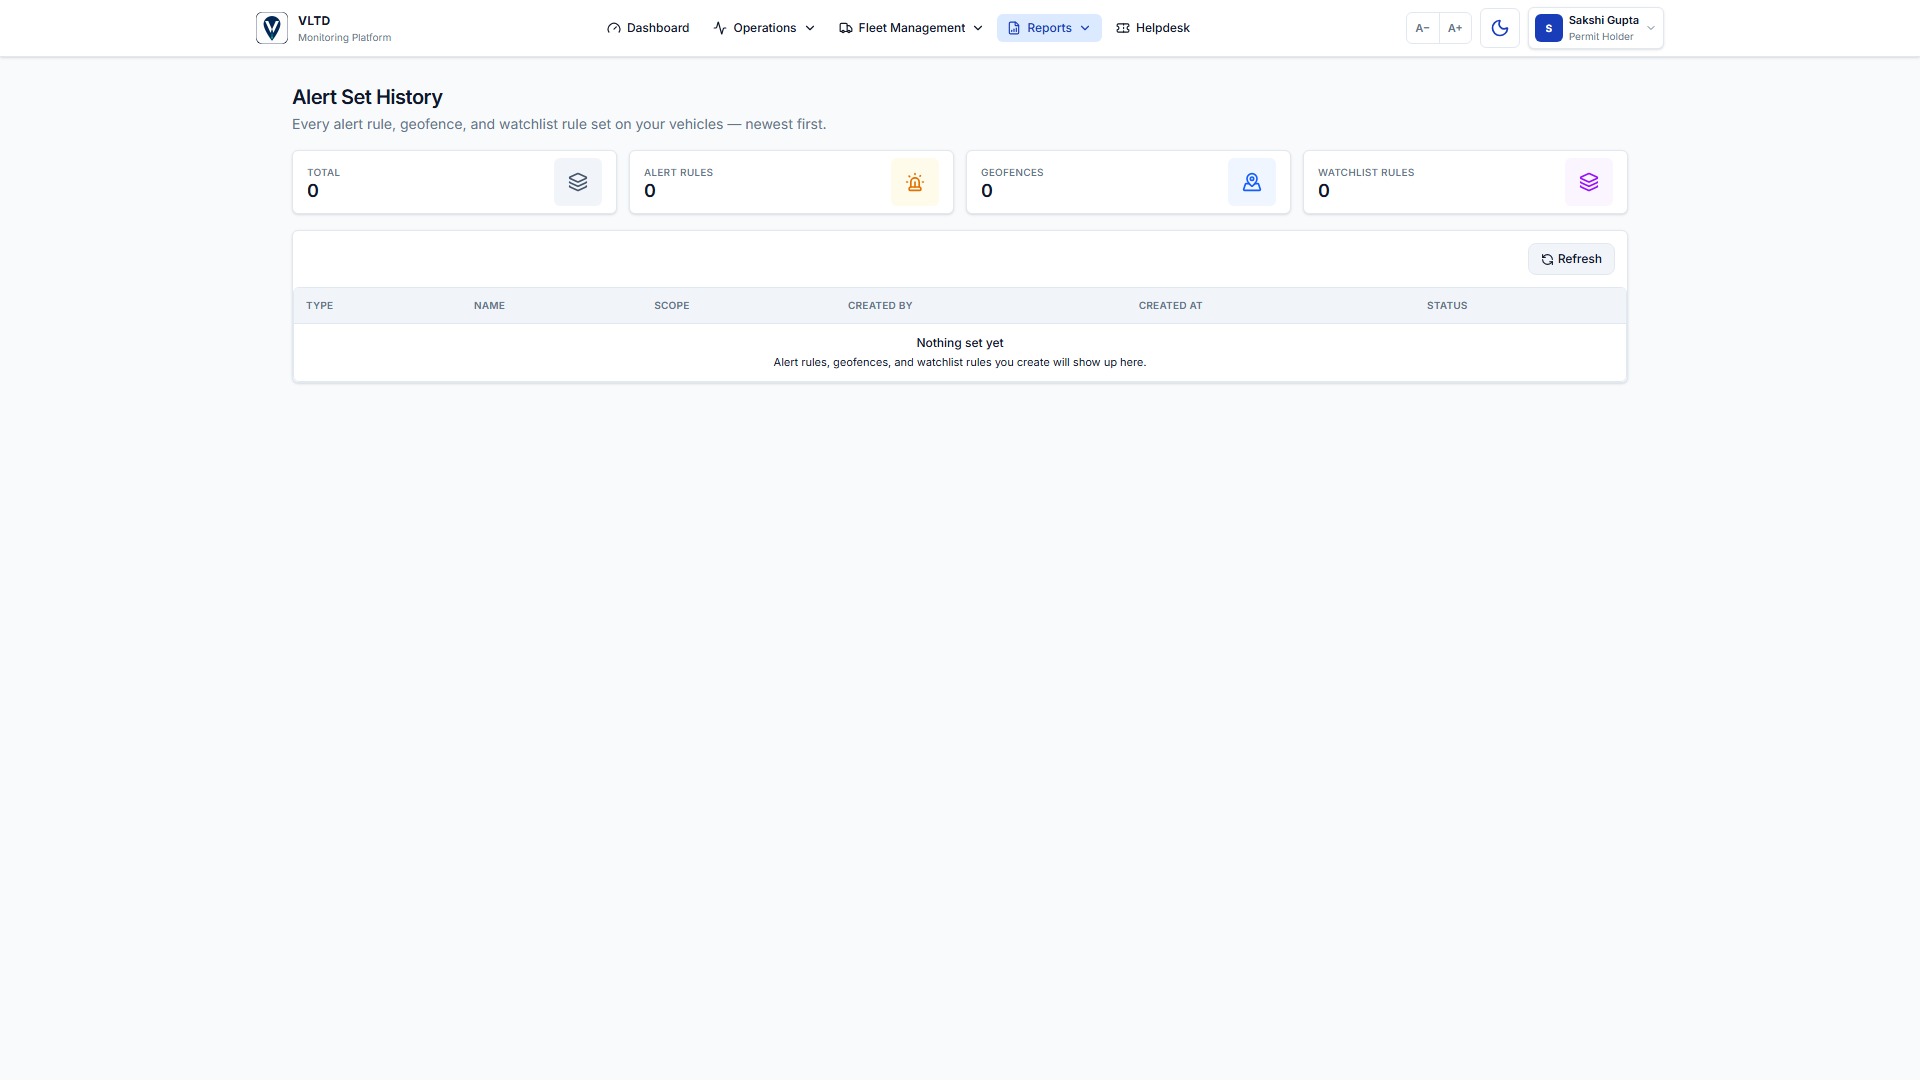 VLTD
Monitoring Platform
Dashboard
Operations
Fleet Management
Reports
Helpdesk
A−
A+
S
Sakshi Gupta
Permit Holder
Alert Set History
Every alert rule, geofence, and watchlist rule set on your vehicles — newest first.
TOTAL
0
ALERT RULES
0
GEOFENCES
0
WATCHLIST RULES
0
Refresh
TYPE NAME SCOPE CREATED BY CREATED AT STATUS
Nothing set yet
Alert rules, geofences, and watchlist rules you create will show up here.